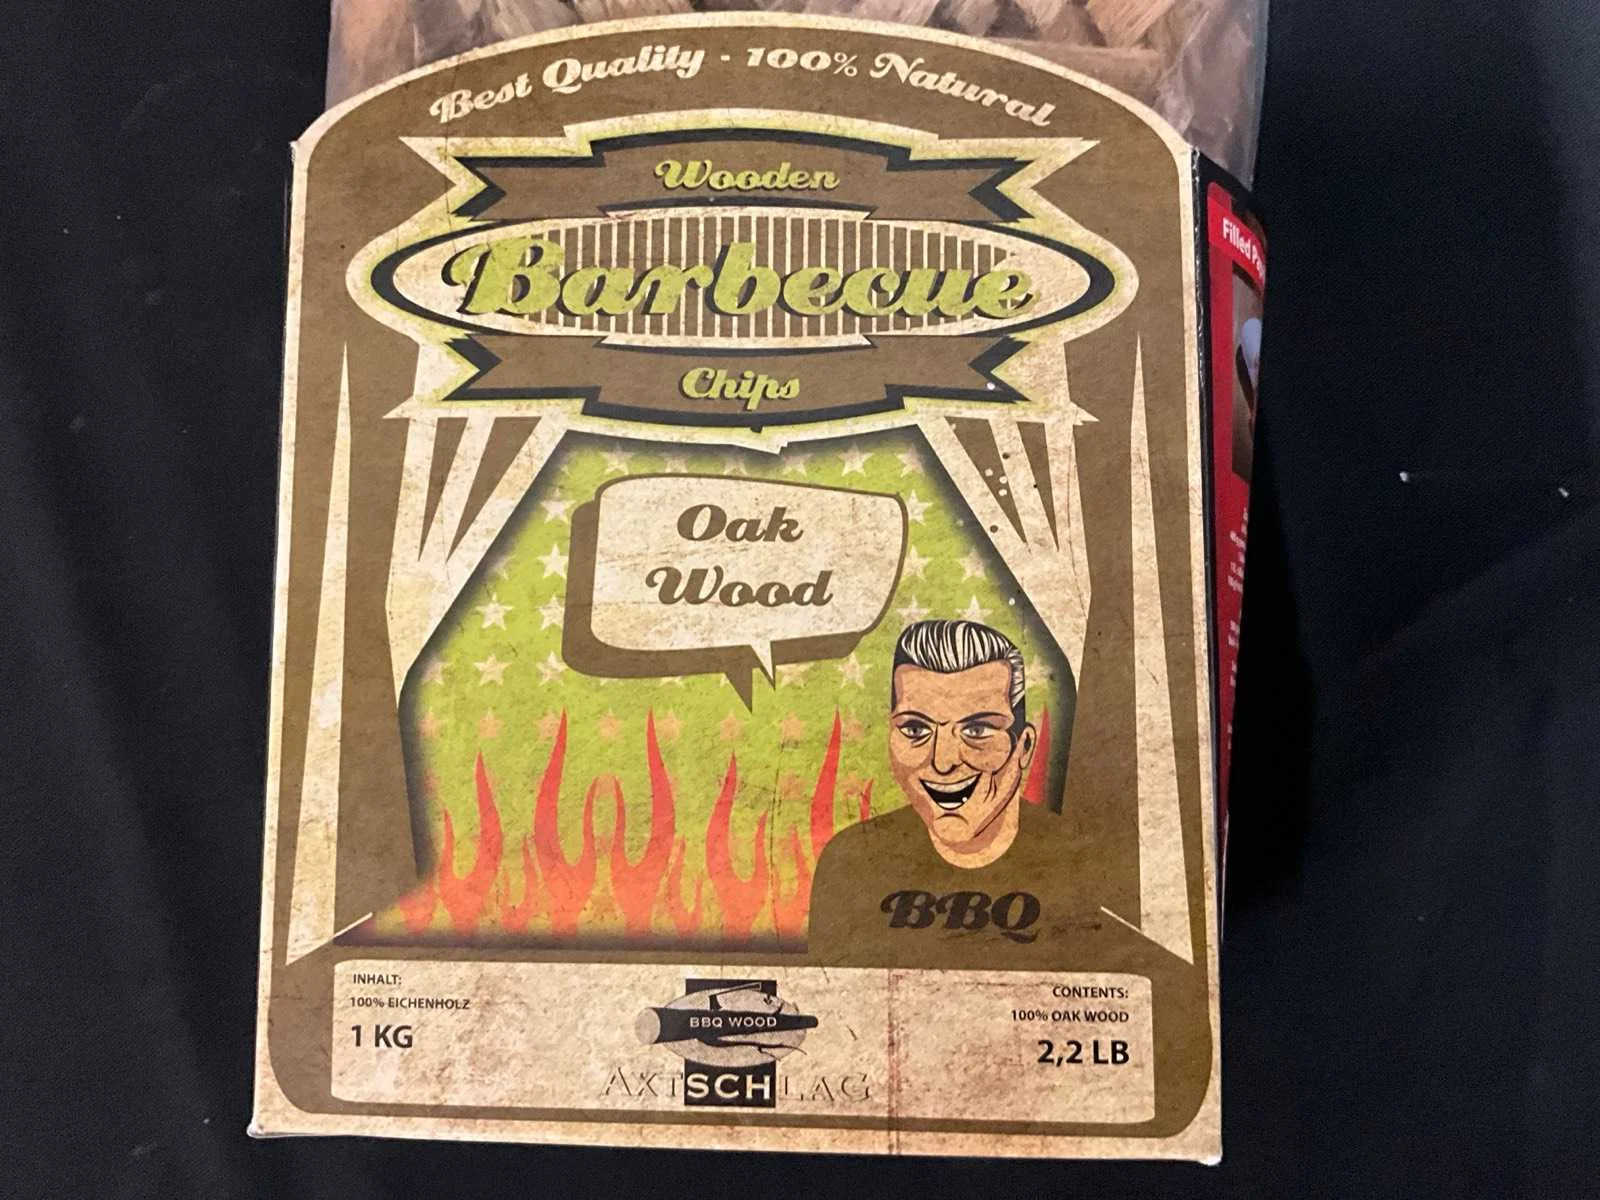 Best Quality - 100% Natural
Wooden
Barbecue
Chips
Oak
Wood
BBQ
INHALT:
100% EICHENHOLZ
1 KG
BBQ WOOD
AXTSCHLAG
CONTENTS:
100% OAK WOOD
2,2 LB
Filled